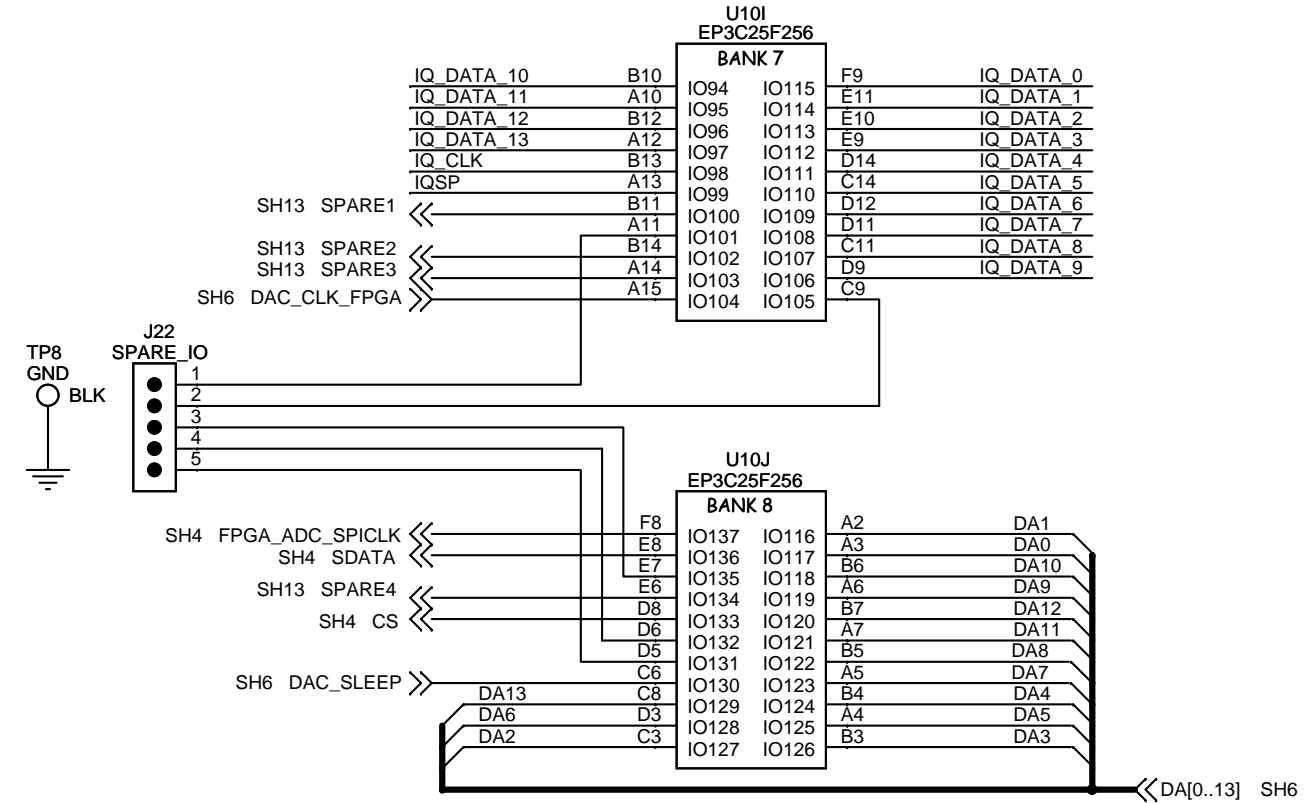 U10I
EP3C25F256
BANK 7
IQ_DATA_10 B10 IO94 IO115 F9 IQ_DATA_0
IQ_DATA_11 A10 IO95 IO114 E11 IQ_DATA_1
IQ_DATA_12 B12 IO96 IO113 E10 IQ_DATA_2
IQ_DATA_13 A12 IO97 IO112 E9 IQ_DATA_3
IQ_CLK B13 IO98 IO111 D14 IQ_DATA_4
IQSP A13 IO99 IO110 C14 IQ_DATA_5
SH13 SPARE1 B11 IO100 IO109 D12 IQ_DATA_6
A11 IO101 IO108 D11 IQ_DATA_7
SH13 SPARE2 B14 IO102 IO107 C11 IQ_DATA_8
SH13 SPARE3 A14 IO103 IO106 D9 IQ_DATA_9
SH6 DAC_CLK_FPGA A15 IO104 IO105 C9
J22
SPARE_IO
TP8
GND
BLK
1
2
3
4
5
U10J
EP3C25F256
BANK 8
SH4 FPGA_ADC_SPICLK F8 IO137 IO116 A2 DA1
SH4 SDATA E8 IO136 IO117 A3 DA0
E7 IO135 IO118 B6 DA10
SH13 SPARE4 E6 IO134 IO119 A6 DA9
SH4 CS D8 IO133 IO120 B7 DA12
D6 IO132 IO121 A7 DA11
D5 IO131 IO122 B5 DA8
SH6 DAC_SLEEP C6 IO130 IO123 A5 DA7
DA13 C8 IO129 IO124 B4 DA4
DA6 D3 IO128 IO125 A4 DA5
DA2 C3 IO127 IO126 B3 DA3
DA[0..13] SH6